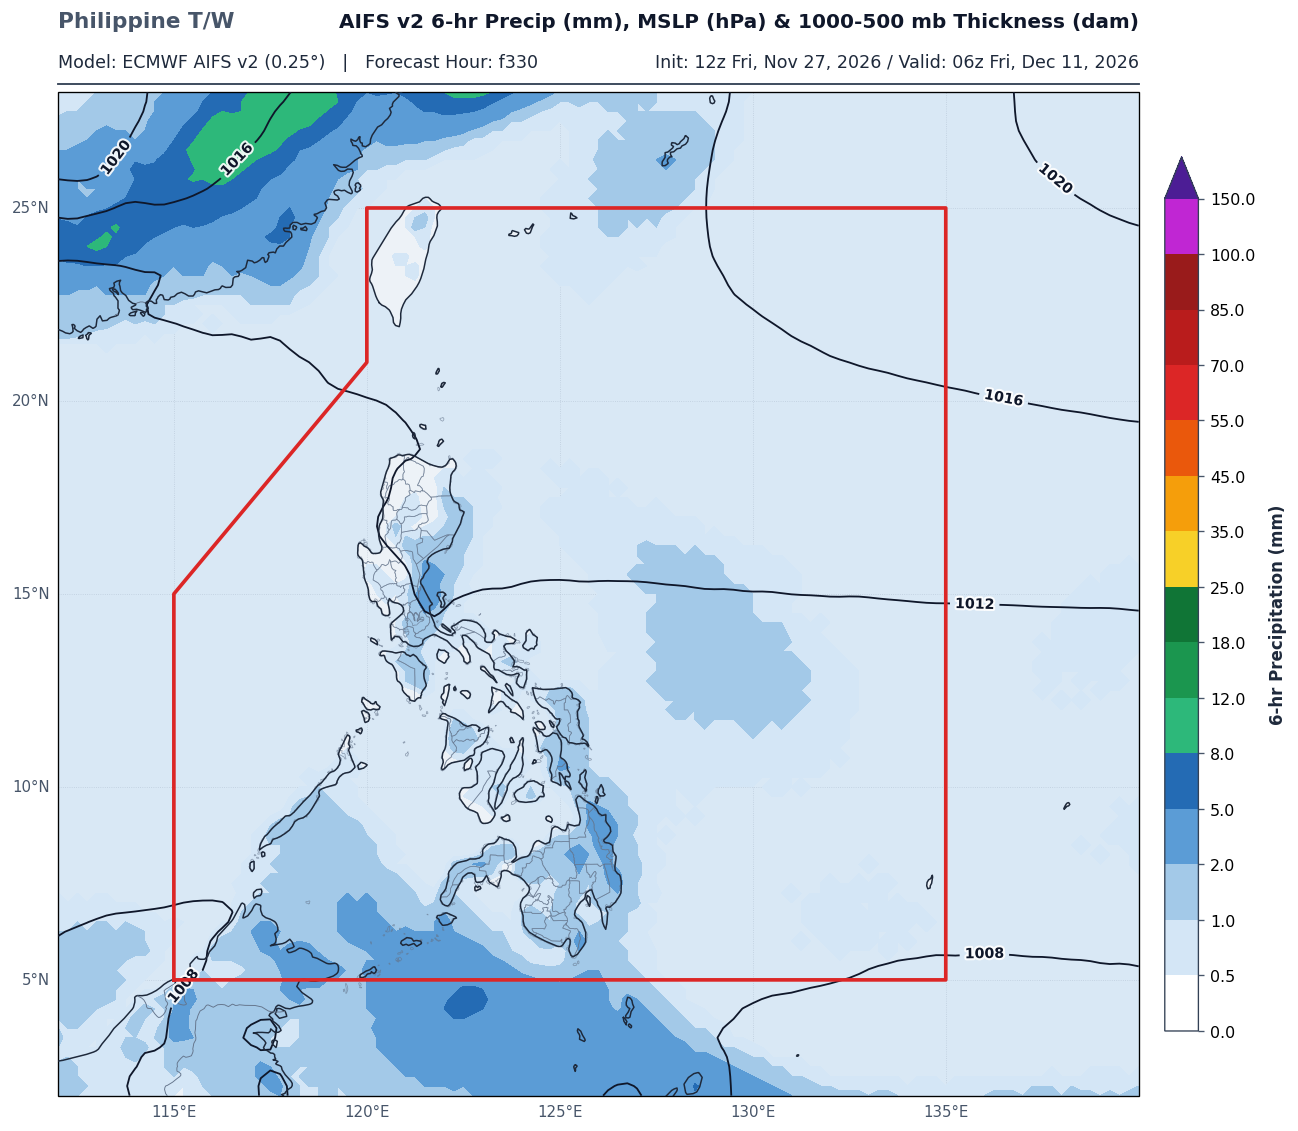 Philippine T/W
AIFS v2 6-hr Precip (mm), MSLP (hPa) & 1000-500 mb Thickness (dam)
Model: ECMWF AIFS v2 (0.25°) | Forecast Hour: f330
Init: 12z Fri, Nov 27, 2026 / Valid: 06z Fri, Dec 11, 2026
1020
1016
1020
1016
1012
1008
1008
25°N
20°N
15°N
10°N
5°N
115°E
120°E
125°E
130°E
135°E
150.0
100.0
85.0
70.0
55.0
45.0
35.0
25.0
18.0
12.0
8.0
5.0
2.0
1.0
0.5
0.0
6-hr Precipitation (mm)